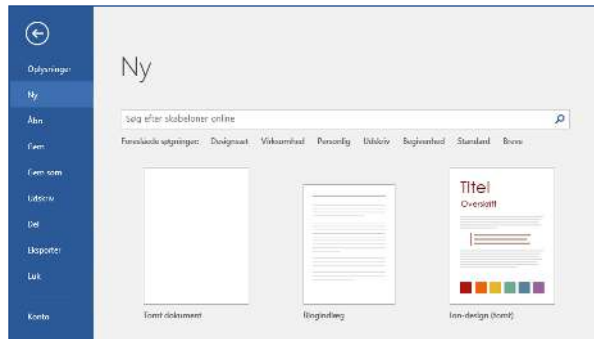 Oplysninger
Ny
Åbn
Gem
Gem som
Udskriv
Del
Eksporter
Luk
Konto
Ny
Søg efter skabeloner online
Foreslåede søgninger: Designsæt Virksomhed Personlig Udskriv Begivenhed Standard Breve
Titel
Overskrift
Tomt dokument Blogindlæg Ion-design (tomt)